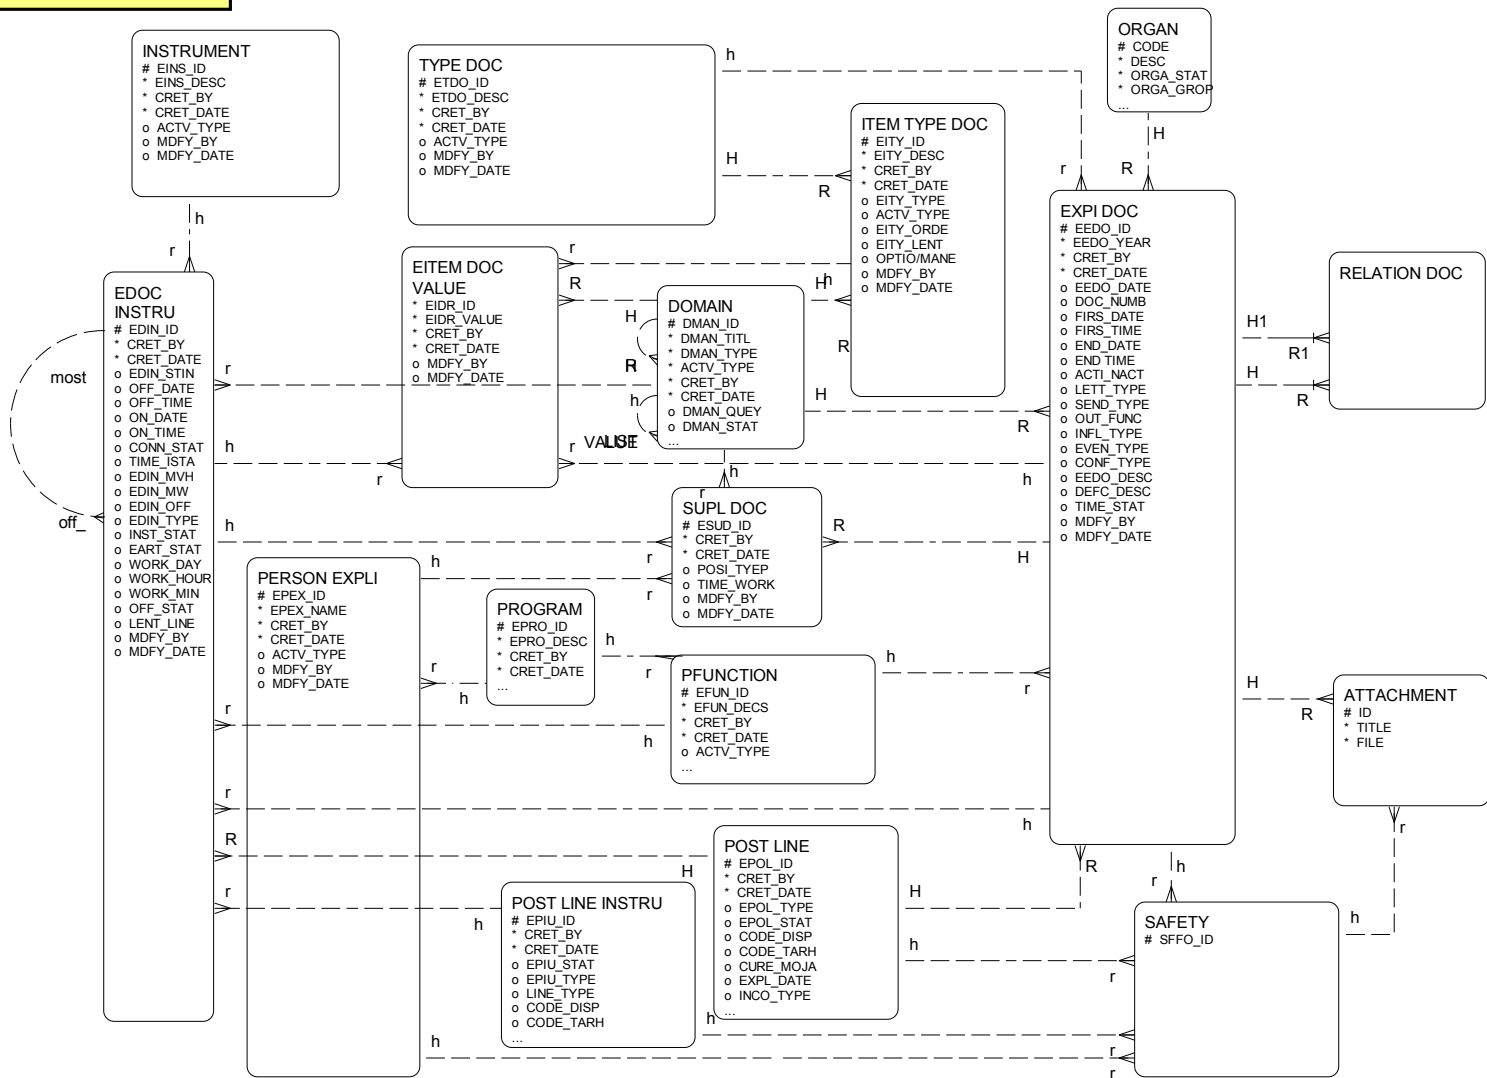 INSTRUMENT
# EINS_ID
* EINS_DESC
* CRET_BY
* CRET_DATE
o ACTV_TYPE
o MDFY_BY
o MDFY_DATE
TYPE DOC
# ETDO_ID
* ETDO_DESC
* CRET_BY
* CRET_DATE
o ACTV_TYPE
o MDFY_BY
o MDFY_DATE
ITEM TYPE DOC
# EITY_ID
* EITY_DESC
* CRET_BY
* CRET_DATE
o EITY_TYPE
o ACTV_TYPE
o EITY_ORDE
o EITY_LENT
o OPTIO/MANE
o MDFY_BY
o MDFY_DATE
ORGAN
# CODE
* DESC
* ORGA_STAT
* ORGA_GROP
...
EXPI DOC
# EEDO_ID
* EEDO_YEAR
* CRET_BY
* CRET_DATE
o EEDO_DATE
o DOC_NUMB
o FIRS_DATE
o FIRS_TIME
o END_DATE
o END TIME
o ACTI_NACT
o LETT_TYPE
o SEND_TYPE
o OUT_FUNC
o INFL_TYPE
o EVEN_TYPE
o CONF_TYPE
o EEDO_DESC
o DEFC_DESC
o TIME_STAT
o MDFY_BY
o MDFY_DATE
RELATION DOC
EDOC
INSTRU
# EDIN_ID
* CRET_BY
* CRET_DATE
o EDIN_STIN
o OFF_DATE
o OFF_TIME
o ON_DATE
o ON_TIME
o CONN_STAT
o TIME_ISTA
o EDIN_MVH
o EDIN_MW
o EDIN_OFF
o EDIN_TYPE
o INST_STAT
o EART_STAT
o WORK_DAY
o WORK_HOUR
o WORK_MIN
o OFF_STAT
o LENT_LINE
o MDFY_BY
o MDFY_DATE
EITEM DOC
VALUE
* EIDR_ID
* EIDR_VALUE
* CRET_BY
* CRET_DATE
o MDFY_BY
o MDFY_DATE
DOMAIN
# DMAN_ID
* DMAN_TITL
* DMAN_TYPE
* ACTV_TYPE
* CRET_BY
* CRET_DATE
o DMAN_QUEY
o DMAN_STAT
...
SUPL DOC
# ESUD_ID
* CRET_BY
* CRET_DATE
o POSI_TYEP
o TIME_WORK
o MDFY_BY
o MDFY_DATE
PERSON EXPLI
# EPEX_ID
* EPEX_NAME
* CRET_BY
* CRET_DATE
o ACTV_TYPE
o MDFY_BY
o MDFY_DATE
PROGRAM
# EPRO_ID
* EPRO_DESC
* CRET_BY
* CRET_DATE
...
PFUNCTION
# EFUN_ID
* EFUN_DECS
* CRET_BY
* CRET_DATE
o ACTV_TYPE
...
ATTACHMENT
# ID
* TITLE
* FILE
POST LINE
# EPOL_ID
* CRET_BY
* CRET_DATE
o EPOL_TYPE
o EPOL_STAT
o CODE_DISP
o CODE_TARH
o CURE_MOJA
o EXPL_DATE
o INCO_TYPE
...
POST LINE INSTRU
# EPIU_ID
* CRET_BY
* CRET_DATE
o EPIU_STAT
o EPIU_TYPE
o LINE_TYPE
o CODE_DISP
o CODE_TARH
...
SAFETY
# SFFO_ID
h
r
h
r
H
R
H
R
r
h
R
H
R
H
R
h
r
H
R
H1
R1
H
R
most
off_
r
h
r
r
h
h
r
h
r
R
H
h
r
h
r
r
h
h
r
r
h
H
R
r
h
R
H
r
h
H
R
h
r
h
r
h
r
h
r
h
r